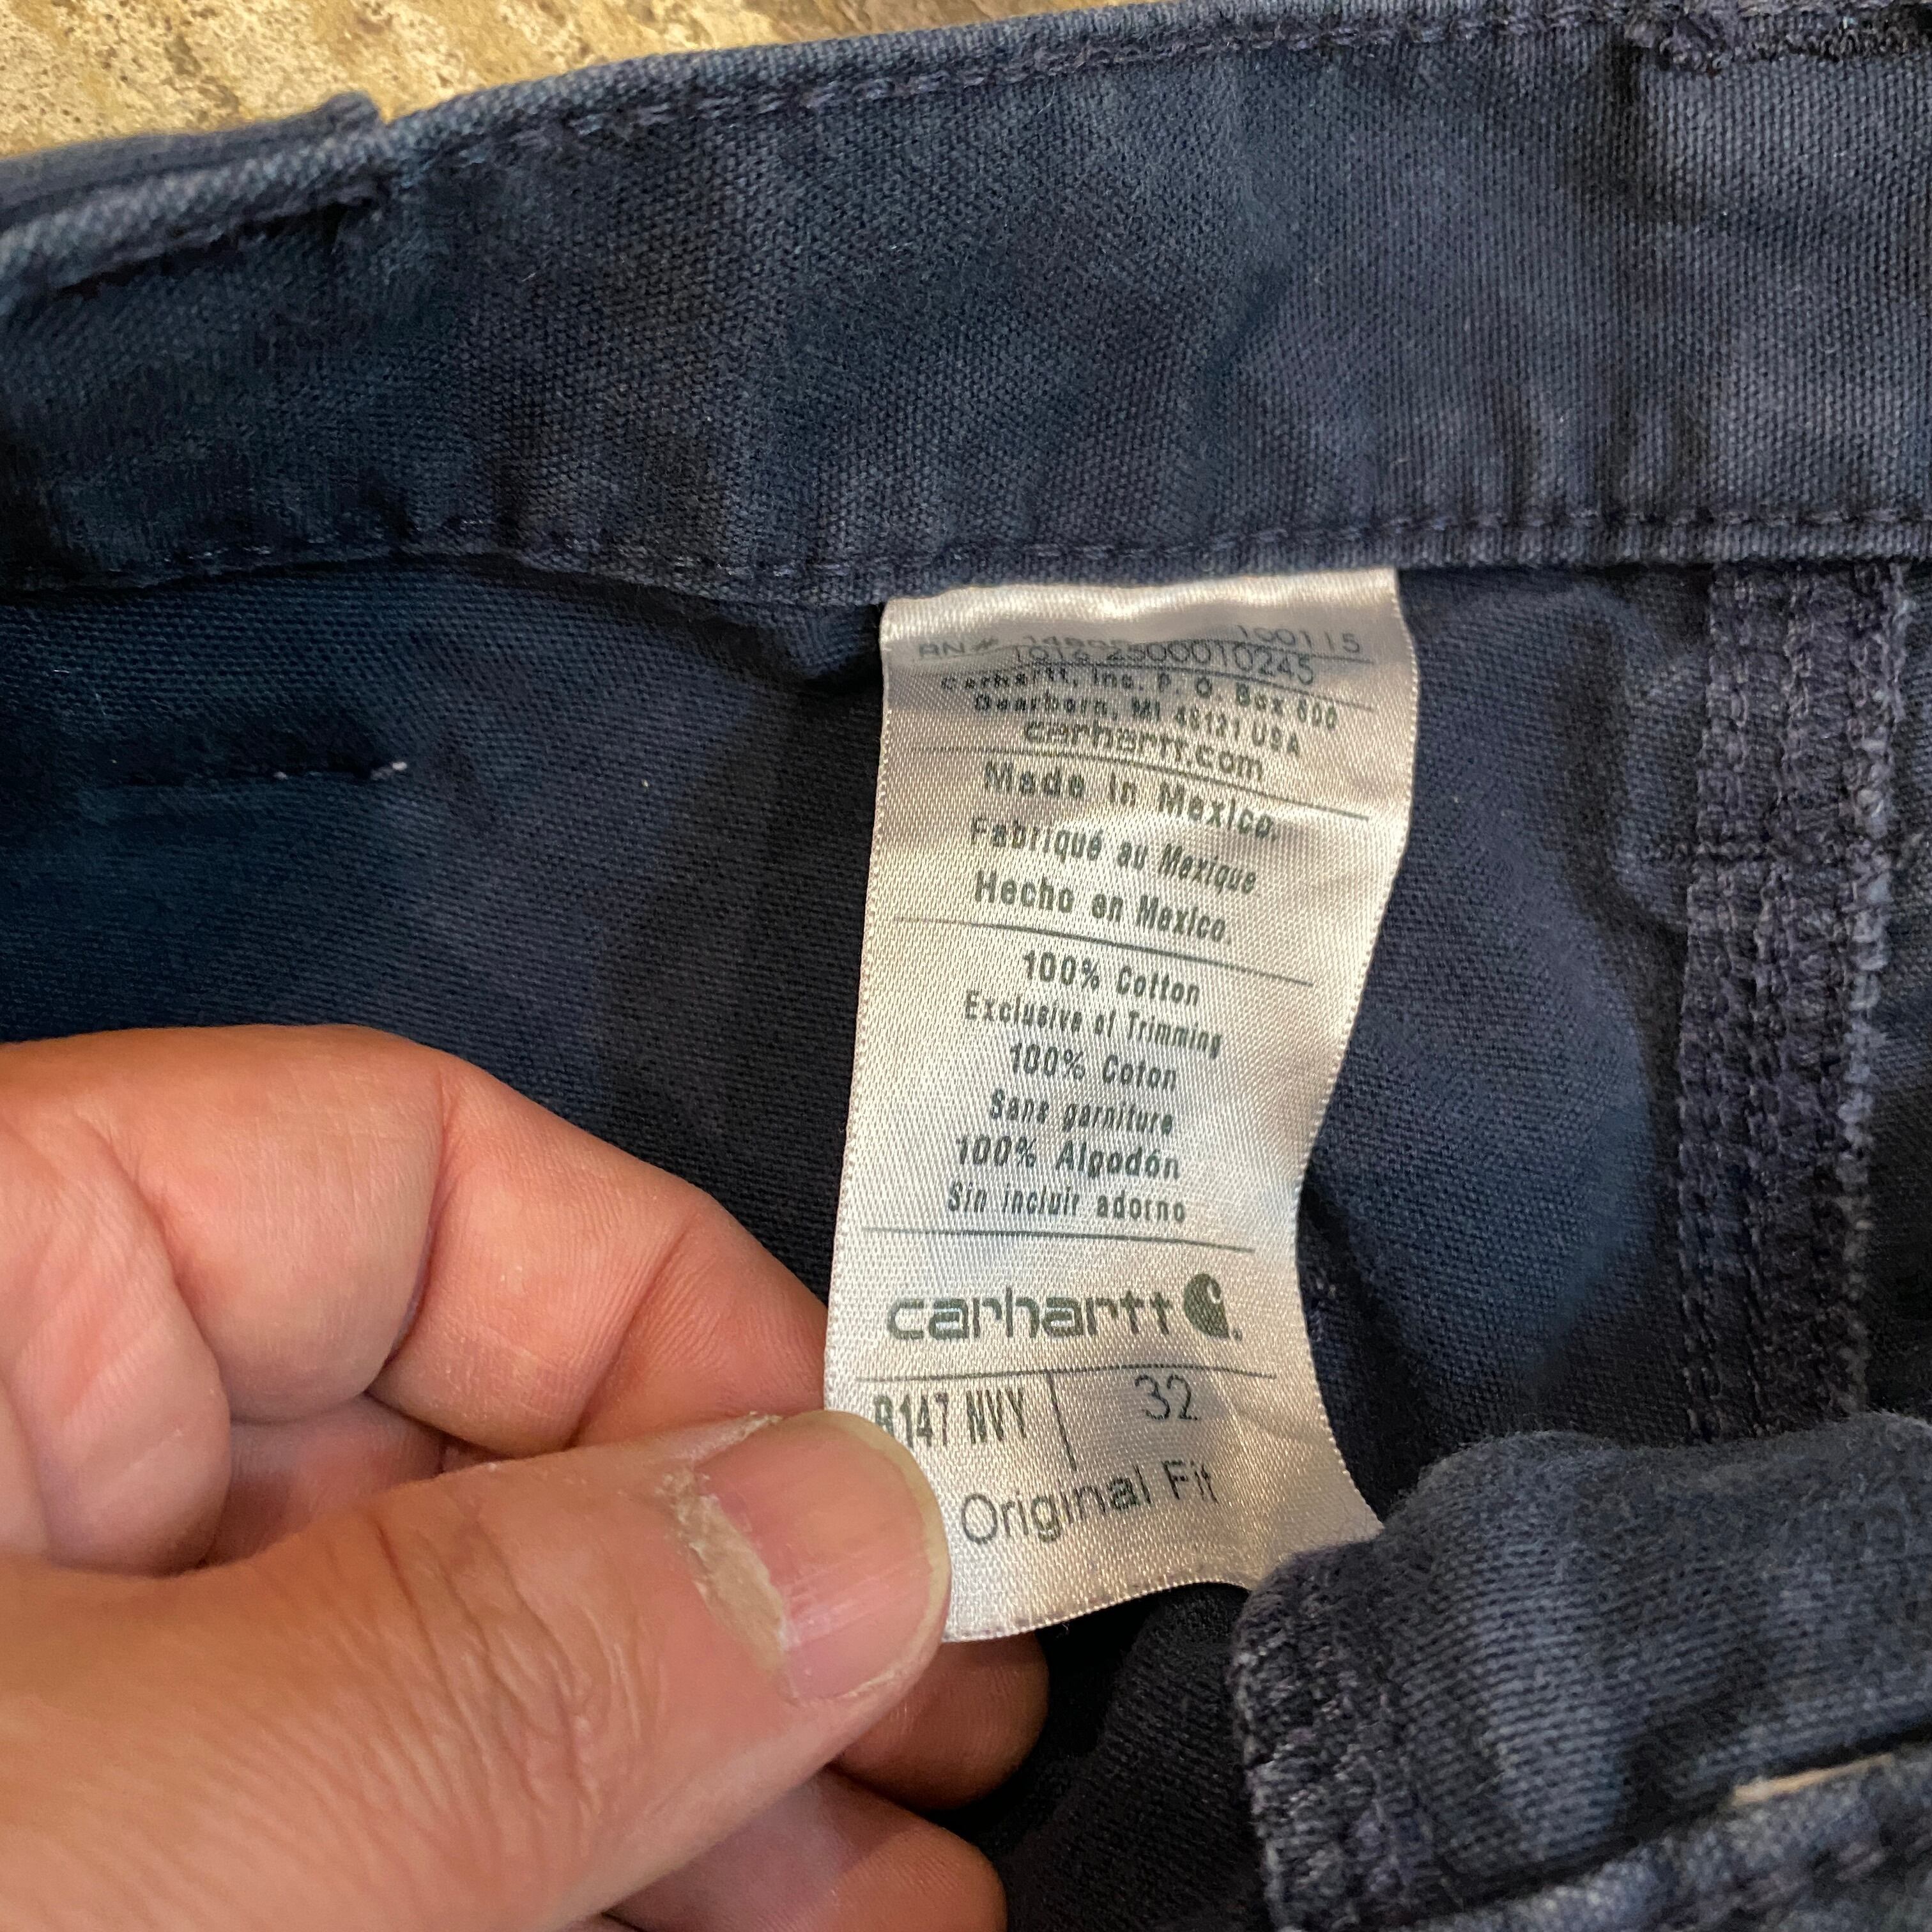 RN# 14806 100115
1012-2500010245
Carhartt, Inc. P. O. Box 600
Dearborn, MI 48121 USA
carhartt.com
Made in Mexico.
Fabriqué au Mexique
Hecho en Mexico.
100% Cotton
Exclusive of Trimming
100% Coton
Sans garniture
100% Algodón
Sin incluir adorno
carhartt
B147 NVY 32
Original Fit